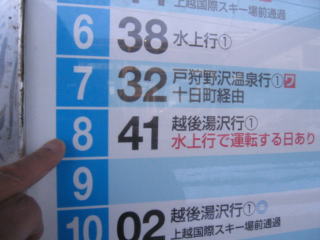 上越国際スキー場前通過
6 38 水上行①
7 32 戸狩野沢温泉行①ワ
十日町経由
8 41 越後湯沢行①
水上行で運転する日あり
9
10 02 越後湯沢行①
上越国際スキー場前通過